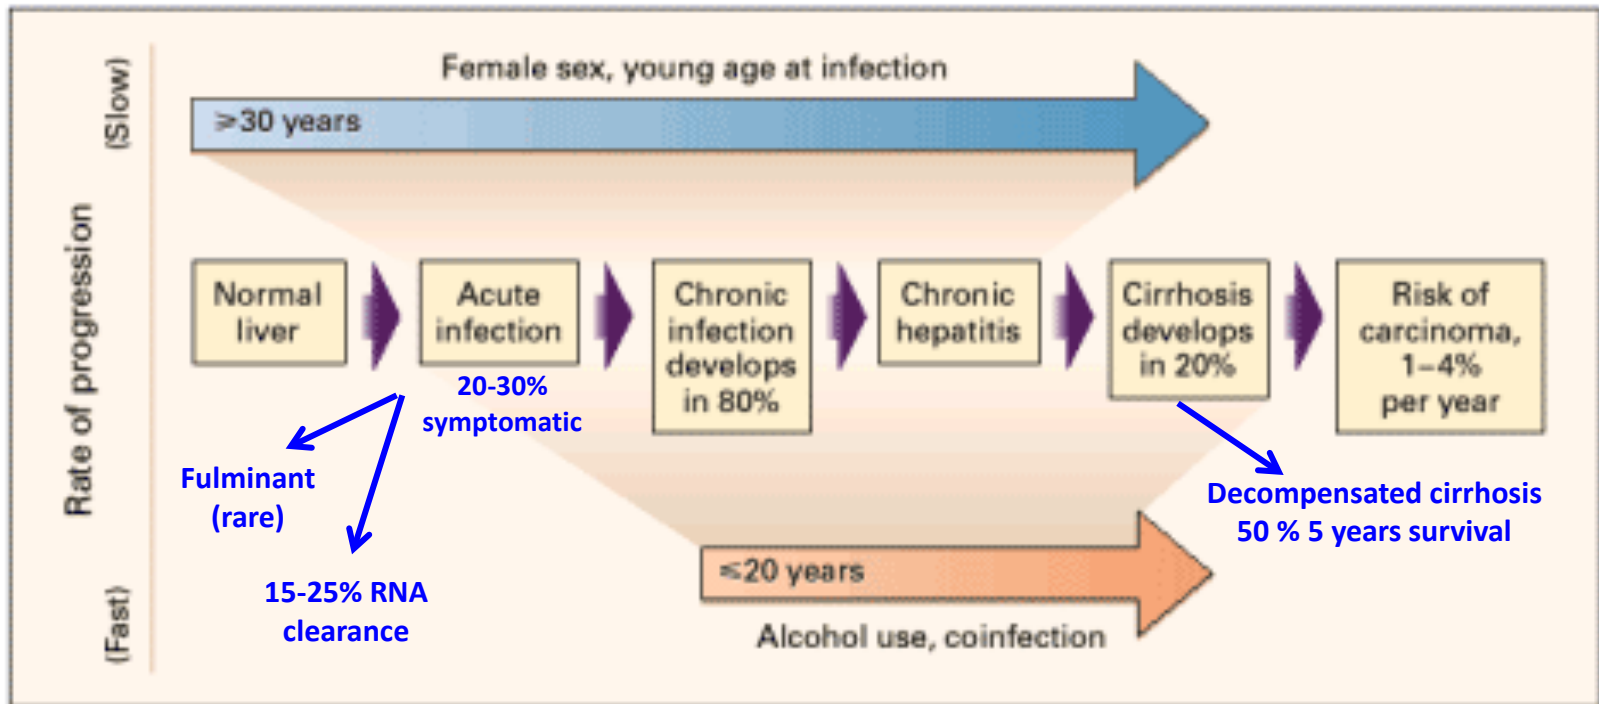 Rate of progression
(Slow)
(Fast)
Female sex, young age at infection
⩾30 years
Normal
liver
Acute
infection
Chronic
infection
develops
in 80%
Chronic
hepatitis
Cirrhosis
develops
in 20%
Risk of
carcinoma,
1–4%
per year
20-30%
symptomatic
Fulminant
(rare)
15-25% RNA
clearance
Decompensated cirrhosis
50 % 5 years survival
⩽20 years
Alcohol use, coinfection